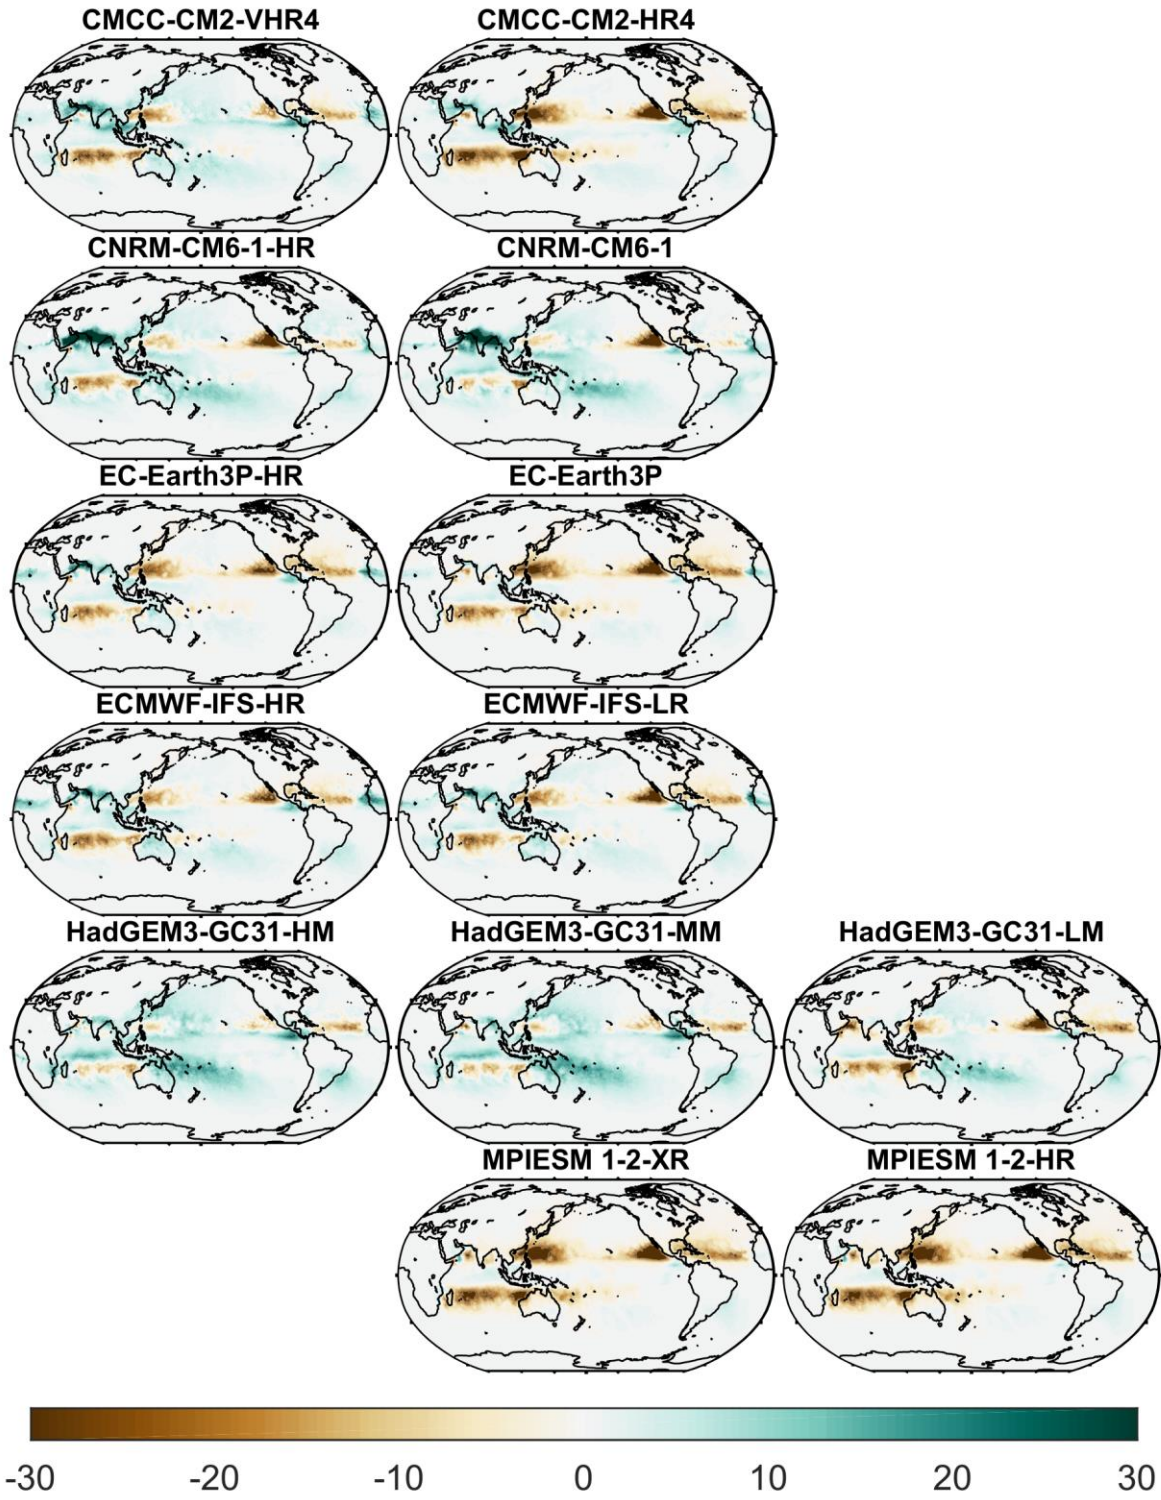 CMCC-CM2-VHR4 CMCC-CM2-HR4
CNRM-CM6-1-HR CNRM-CM6-1
EC-Earth3P-HR EC-Earth3P
ECMWF-IFS-HR ECMWF-IFS-LR
HadGEM3-GC31-HM HadGEM3-GC31-MM HadGEM3-GC31-LM
MPIESM 1-2-XR MPIESM 1-2-HR
-30 -20 -10 0 10 20 30